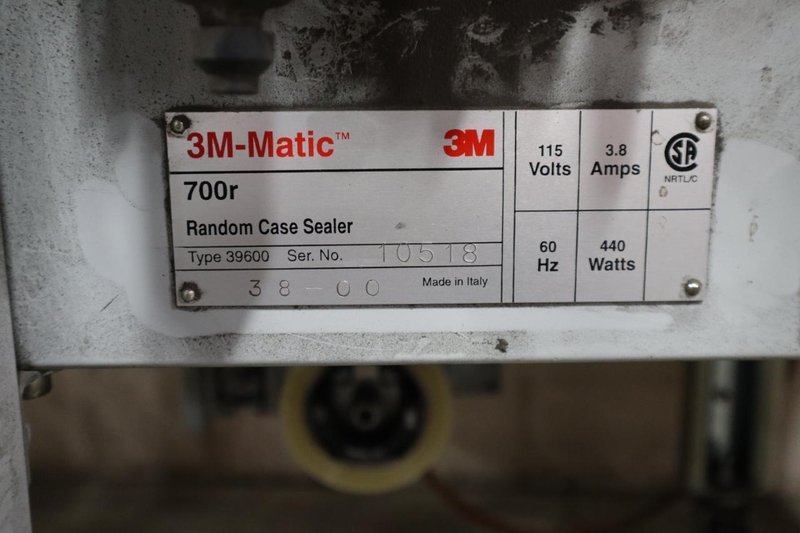 3M-Matic™
3M
700r
Random Case Sealer
Type 39600 Ser. No. 10518
38-00
Made in Italy
115
Volts
3.8
Amps
SA
NRTL/C
60
Hz
440
Watts